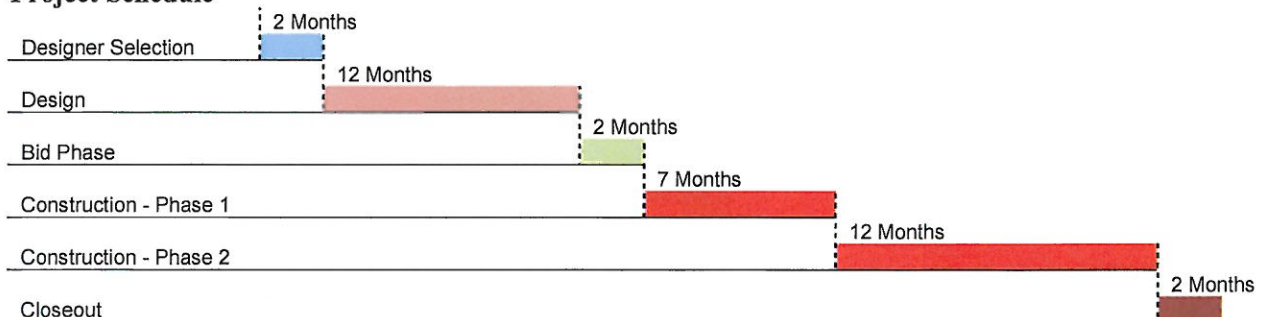 Project Schedule
2 Months
Designer Selection
12 Months
Design
2 Months
Bid Phase
7 Months
Construction - Phase 1
12 Months
Construction - Phase 2
2 Months
Closeout